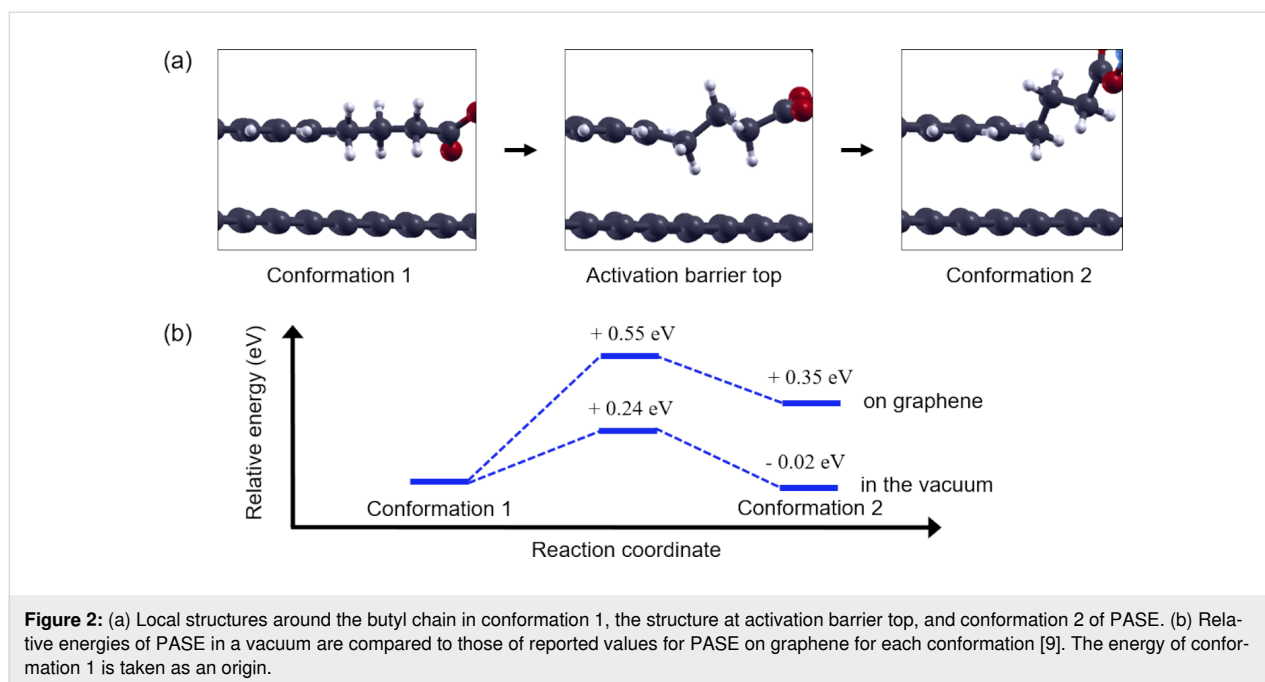 (a)
Conformation 1
Activation barrier top
Conformation 2
(b)
Relative energy (eV)
+ 0.55 eV
+ 0.35 eV
on graphene
+ 0.24 eV
- 0.02 eV
in the vacuum
Conformation 1
Conformation 2
Reaction coordinate
Figure 2: (a) Local structures around the butyl chain in conformation 1, the structure at activation barrier top, and conformation 2 of PASE. (b) Rela-
tive energies of PASE in a vacuum are compared to those of reported values for PASE on graphene for each conformation [9]. The energy of confor-
mation 1 is taken as an origin.